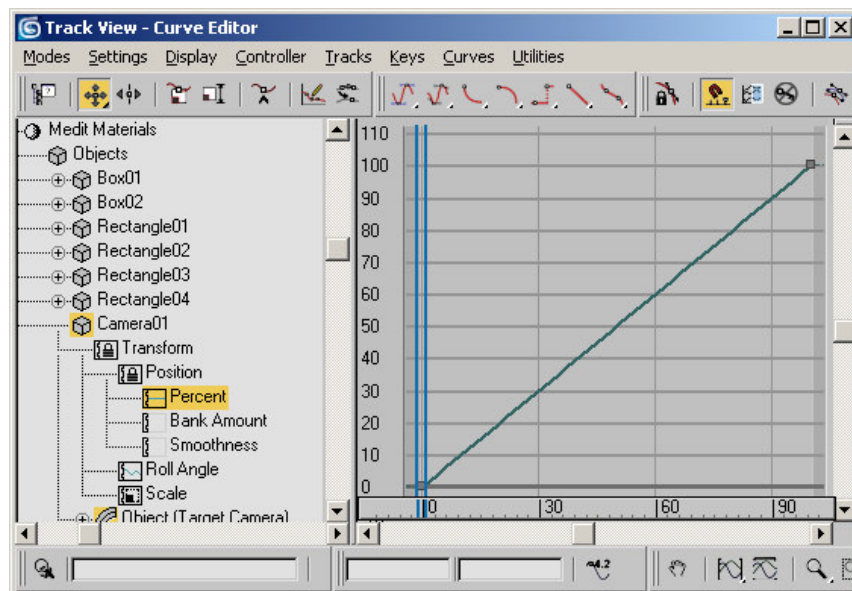 Track View - Curve Editor
Modes Settings Display Controller Tracks Keys Curves Utilities
Medit Materials
Objects
Box01
Box02
Rectangle01
Rectangle02
Rectangle03
Rectangle04
Camera01
Transform
Position
Percent
Bank Amount
Smoothness
Roll Angle
Scale
Object (Target Camera)
110
100
90
80
70
60
50
40
30
20
10
0
0 30 60 90
4.2